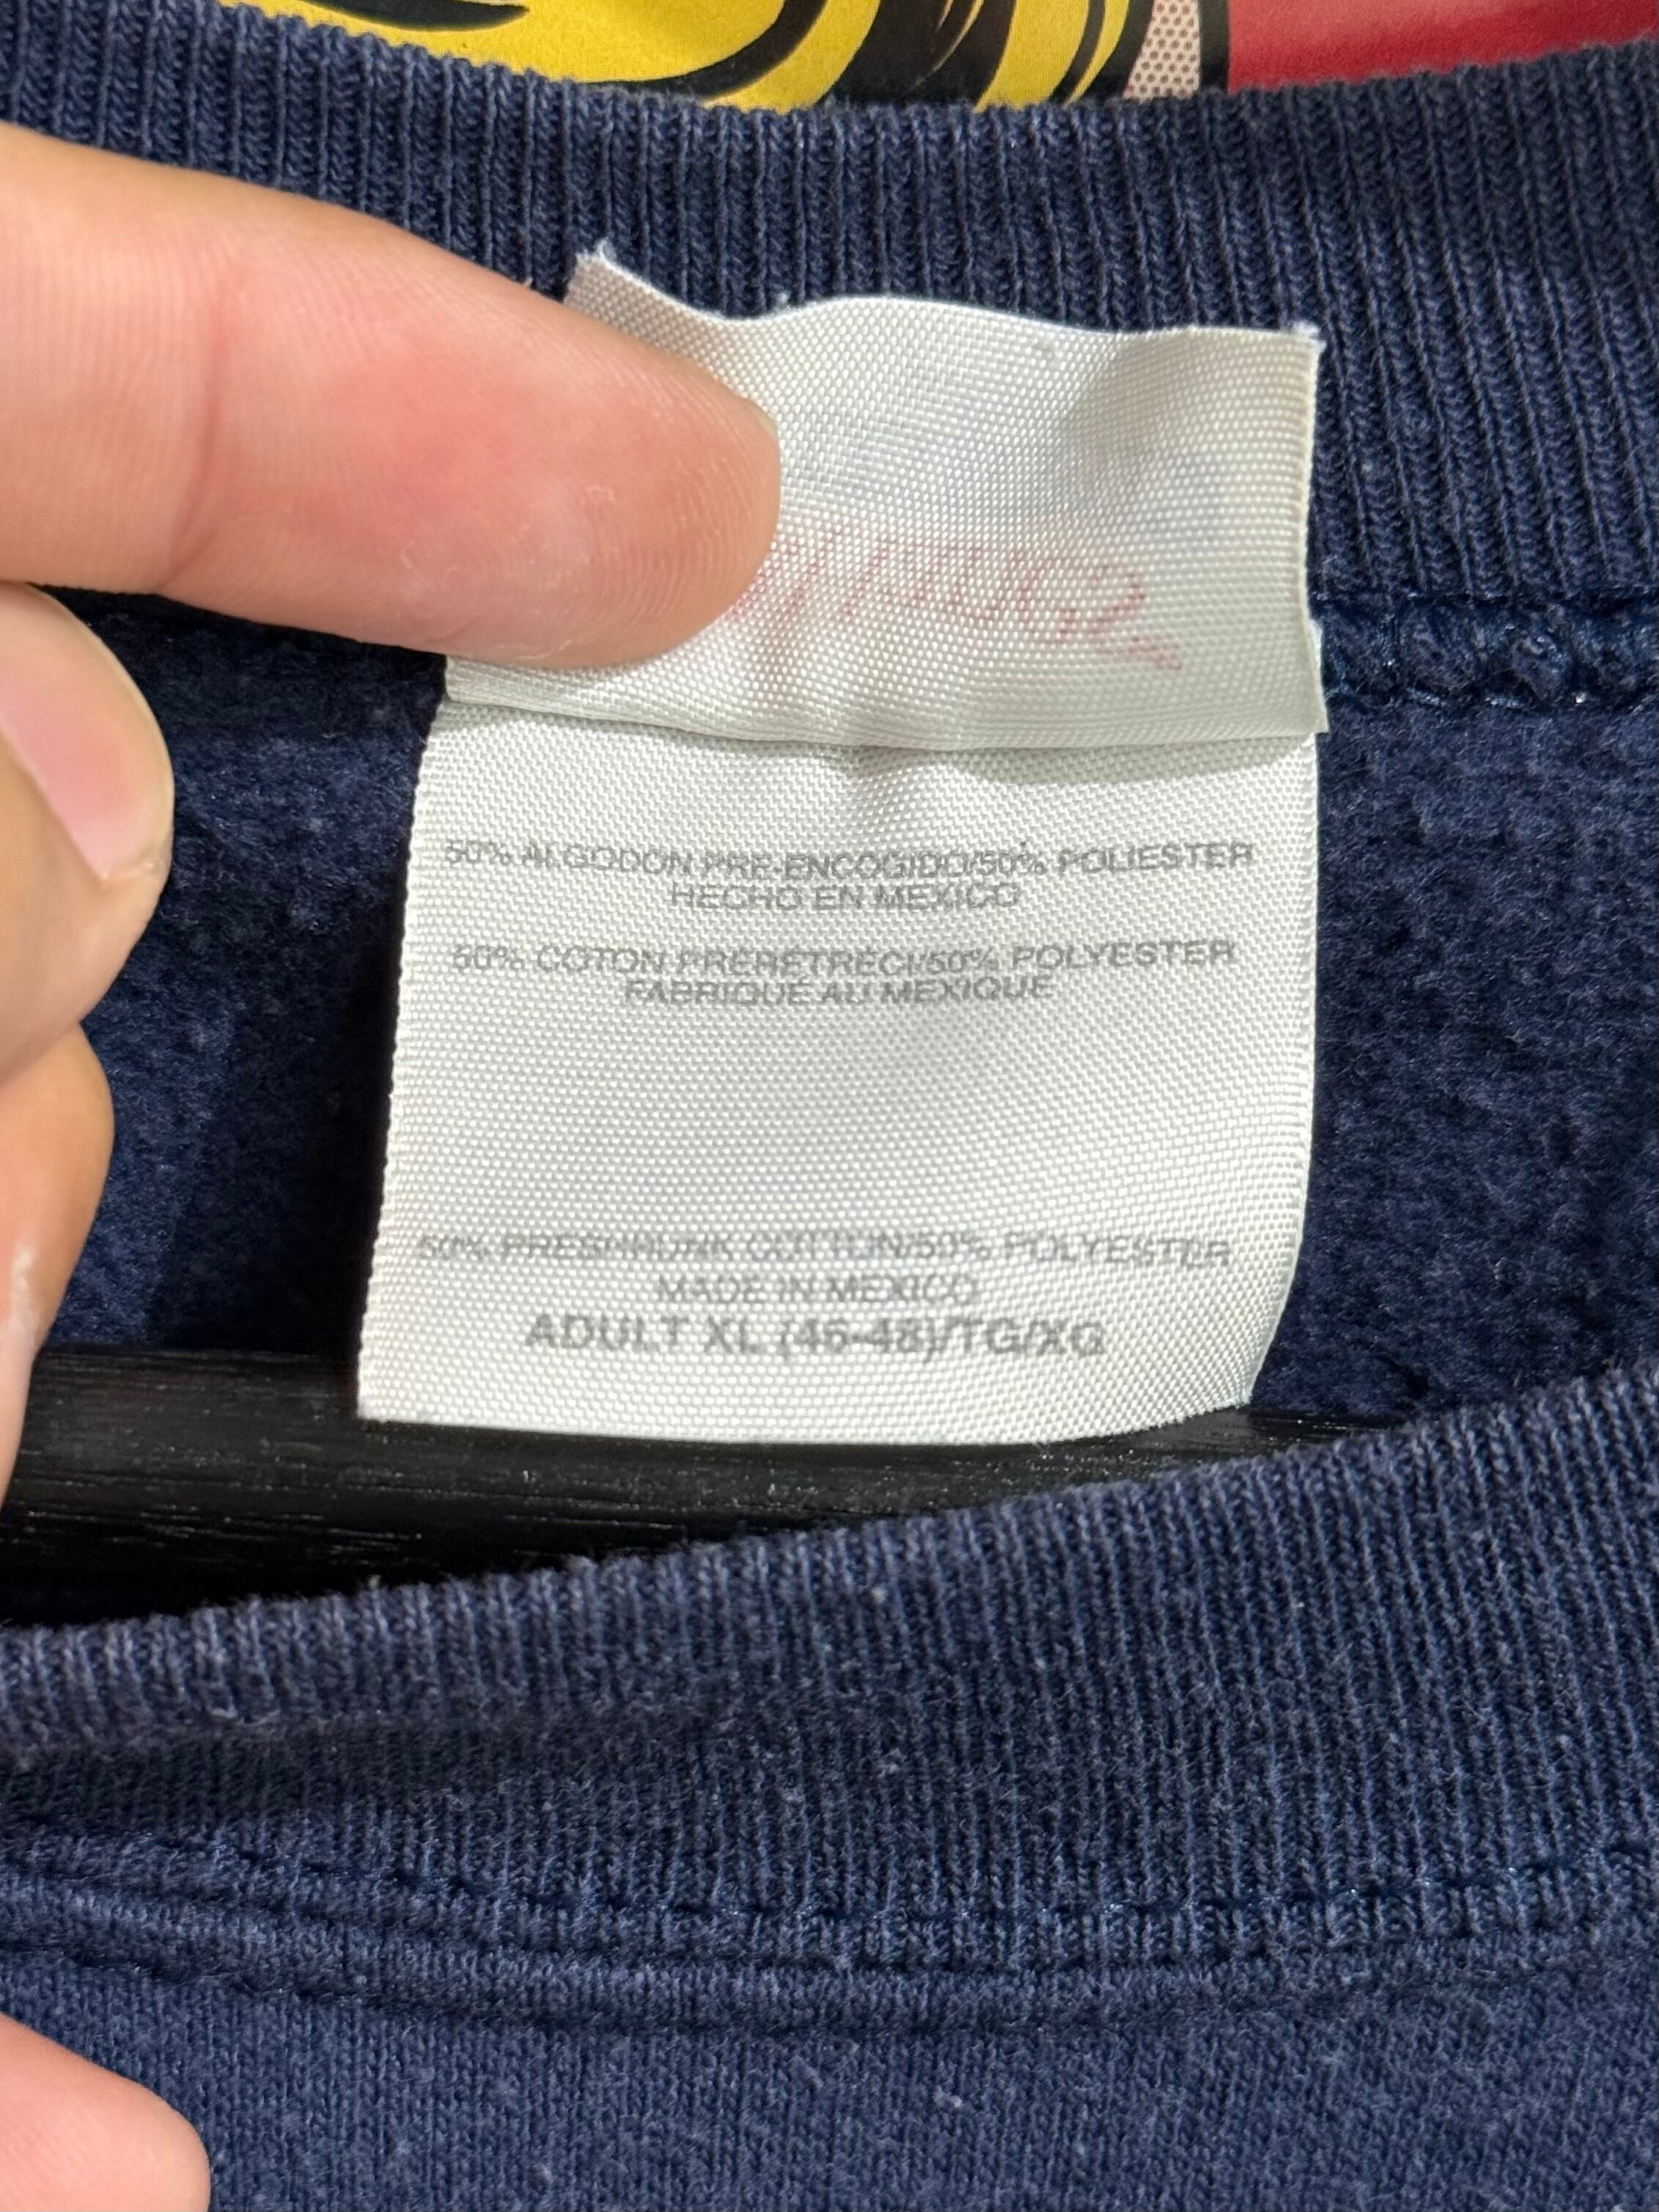 50% ALGODON PRE-ENCOGIDO/50% POLIESTER
HECHO EN MEXICO
50% COTON PRÉRÉTRÉCI/50% POLYESTER
FABRIQUÉ AU MEXIQUE
50% PRESHRUNK COTTON/50% POLYESTER
MADE IN MEXICO
ADULT XL (46-48)/TG/XG